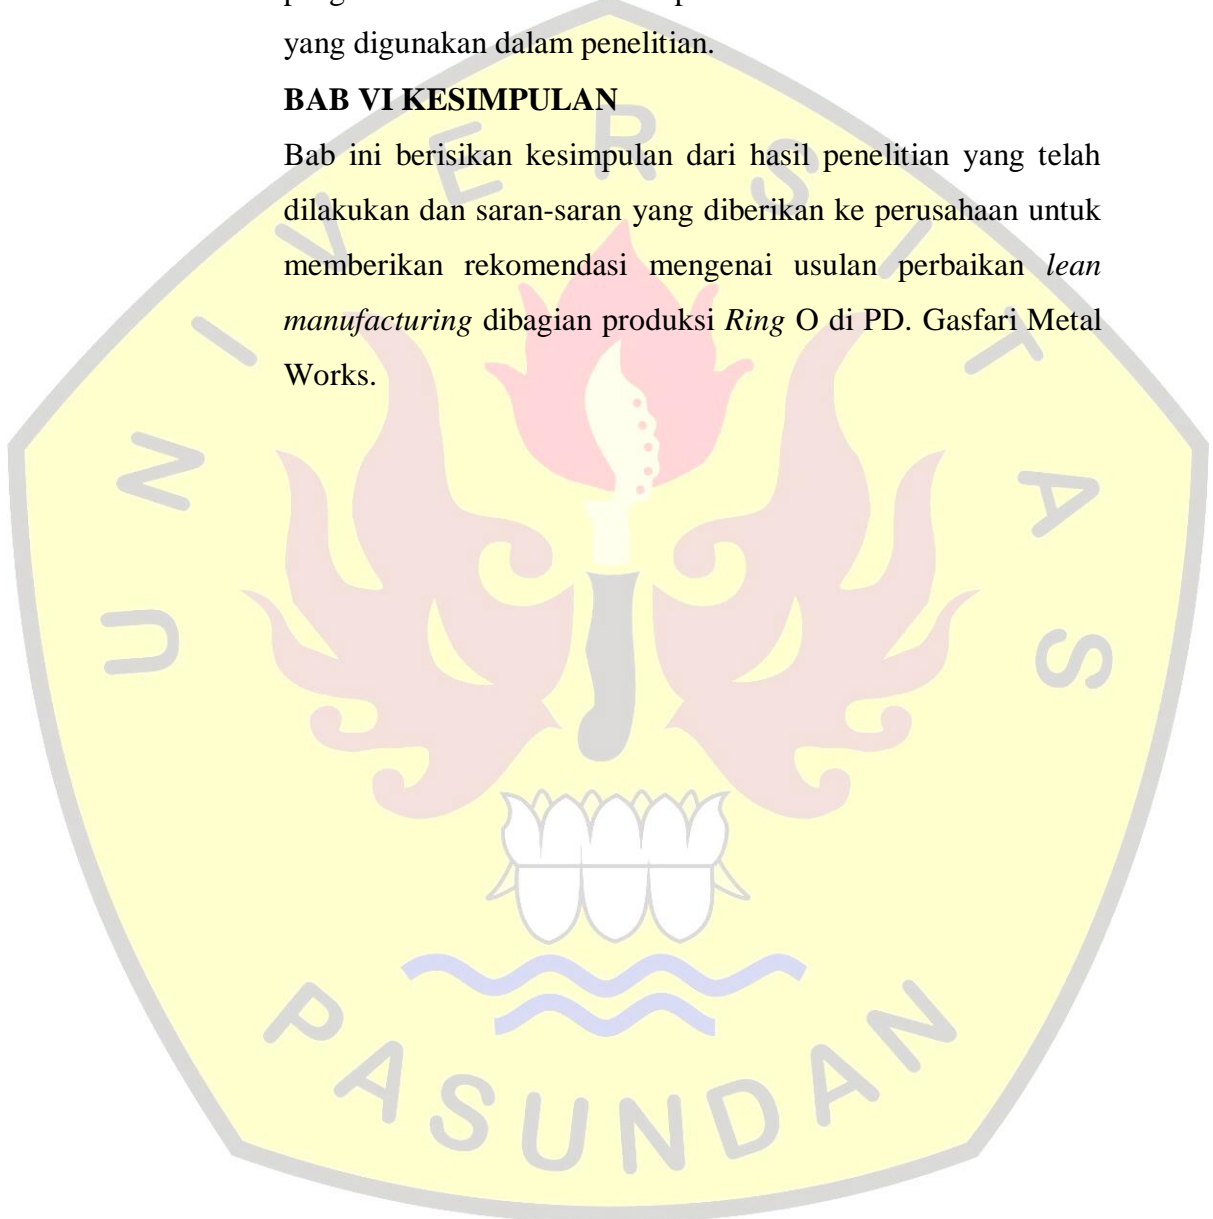 yang digunakan dalam penelitian.
BAB VI KESIMPULAN
Bab ini berisikan kesimpulan dari hasil penelitian yang telah
dilakukan dan saran-saran yang diberikan ke perusahaan untuk
memberikan rekomendasi mengenai usulan perbaikan lean
manufacturing dibagian produksi Ring O di PD. Gasfari Metal
Works.
UNIVERSITAS
PASUNDAN